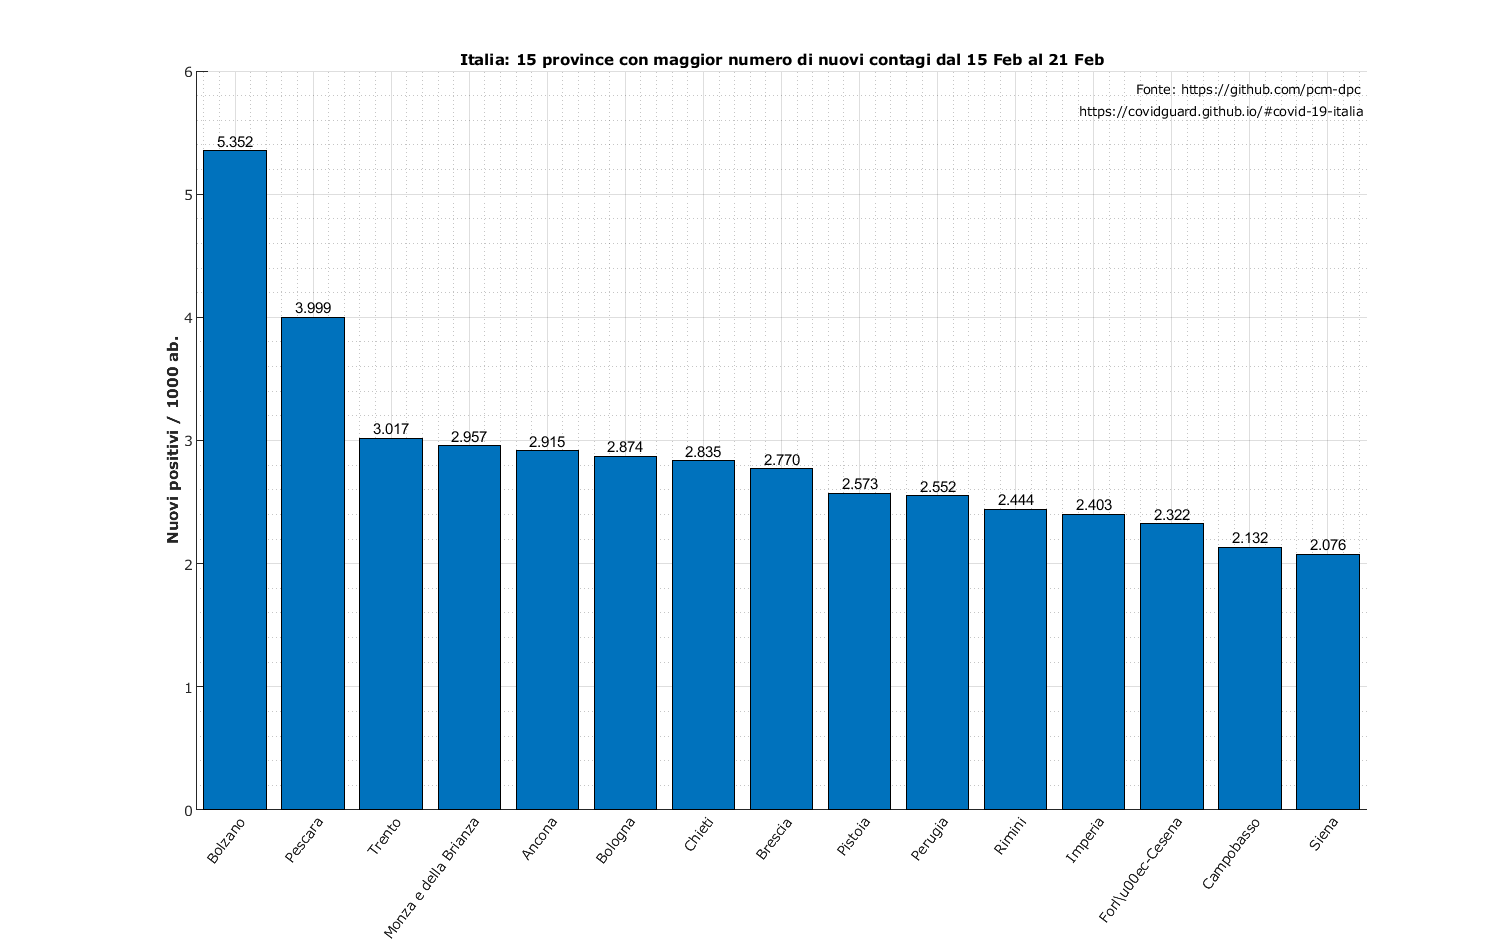 Italia: 15 province con maggior numero di nuovi contagi dal 15 Feb al 21 Feb
Fonte: https://github.com/pcm-dpc
https://covidguard.github.io/#covid-19-italia
Nuovi positivi / 1000 ab.
6
5
4
3
2
1
0
5.352
3.999
3.017
2.957
2.915
2.874
2.835
2.770
2.573
2.552
2.444
2.403
2.322
2.132
2.076
Bolzano
Pescara
Trento
Monza e della Brianza
Ancona
Bologna
Chieti
Brescia
Pistoia
Perugia
Rimini
Imperia
Forl\u00ec-Cesena
Campobasso
Siena